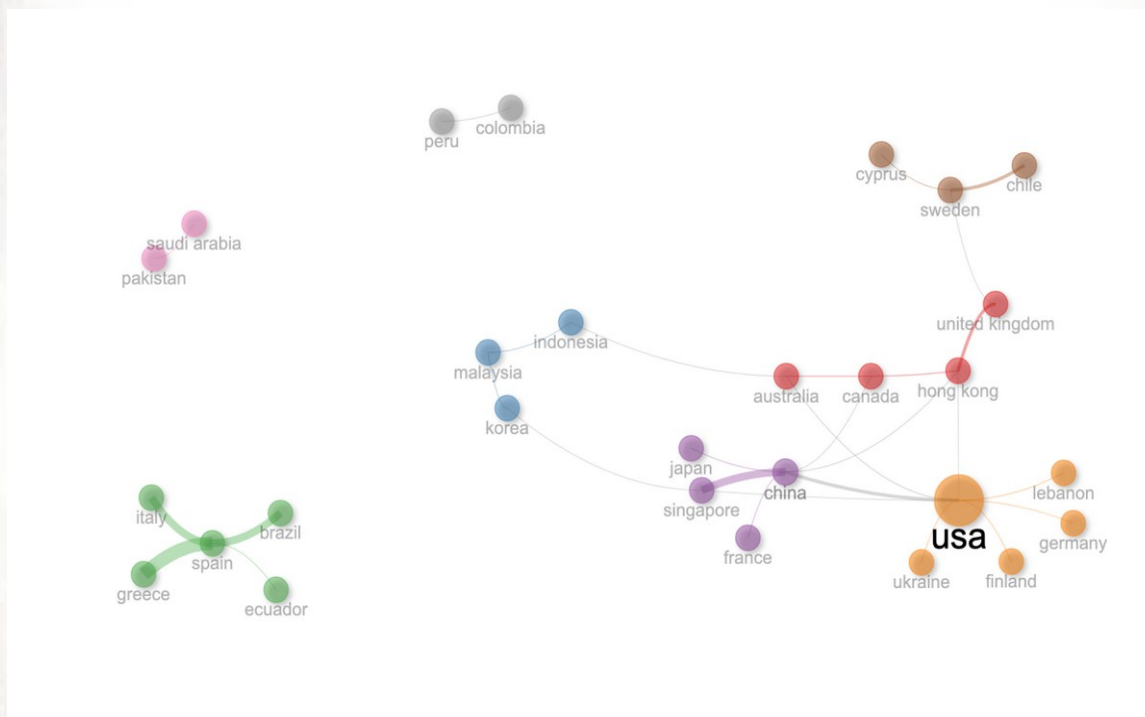 colombia
peru
cyprus
chile
sweden
saudi arabia
pakistan
united kingdom
indonesia
malaysia
hong kong
australia
canada
korea
japan
china
lebanon
singapore
italy
brazil
usa
germany
france
spain
ukraine
finland
greece
ecuador